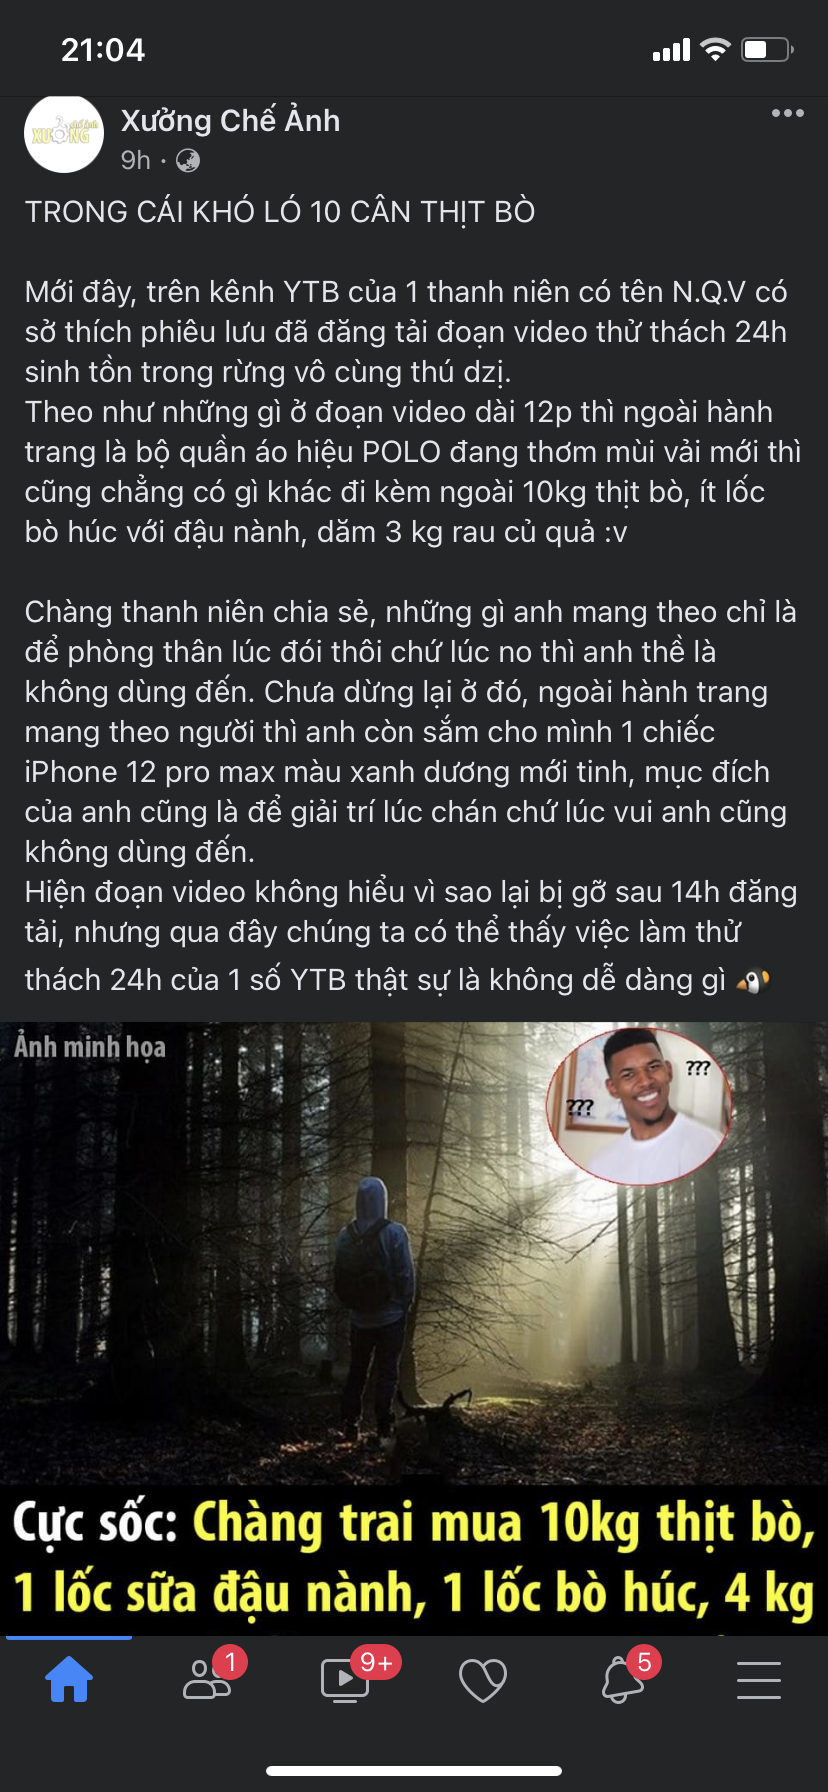 21:04
XƯỞNG chế ảnh
Xưởng Chế Ảnh
9h ·
TRONG CÁI KHÓ LÓ 10 CÂN THỊT BÒ
Mới đây, trên kênh YTB của 1 thanh niên có tên N.Q.V có
sở thích phiêu lưu đã đăng tải đoạn video thử thách 24h
sinh tồn trong rừng vô cùng thú dzị.
Theo như những gì ở đoạn video dài 12p thì ngoài hành
trang là bộ quần áo hiệu POLO đang thơm mùi vải mới thì
cũng chẳng có gì khác đi kèm ngoài 10kg thịt bò, ít lốc
bò húc với đậu nành, dăm 3 kg rau củ quả :v
Chàng thanh niên chia sẻ, những gì anh mang theo chỉ là
để phòng thân lúc đói thôi chứ lúc no thì anh thề là
không dùng đến. Chưa dừng lại ở đó, ngoài hành trang
mang theo người thì anh còn sắm cho mình 1 chiếc
iPhone 12 pro max màu xanh dương mới tinh, mục đích
của anh cũng là để giải trí lúc chán chứ lúc vui anh cũng
không dùng đến.
Hiện đoạn video không hiểu vì sao lại bị gỡ sau 14h đăng
tải, nhưng qua đây chúng ta có thể thấy việc làm thử
thách 24h của 1 số YTB thật sự là không dễ dàng gì
Ảnh minh họa
???
???
Cực sốc: Chàng trai mua 10kg thịt bò,
1 lốc sữa đậu nành, 1 lốc bò húc, 4 kg
1
9+
5